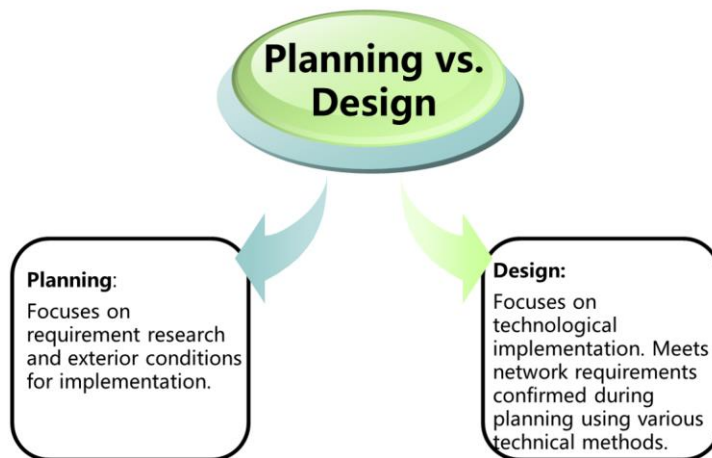 Planning vs.
Design
Planning:
Focuses on
requirement research
and exterior conditions
for implementation.
Design:
Focuses on
technological
implementation. Meets
network requirements
confirmed during
planning using various
technical methods.